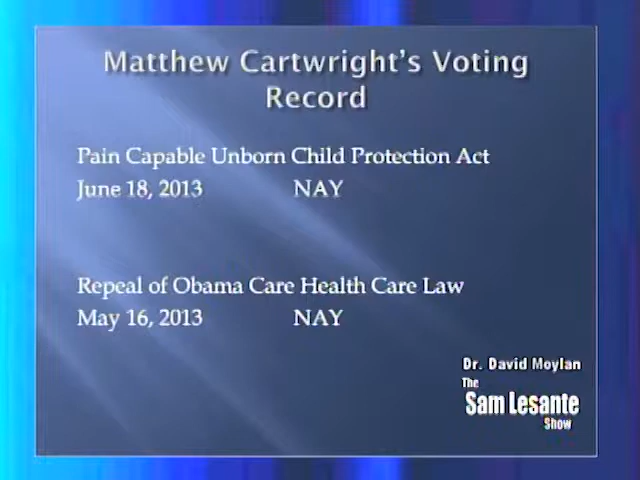 Matthew Cartwright's Voting
Record
Pain Capable Unborn Child Protection Act
June 18, 2013 NAY
Repeal of Obama Care Health Care Law
May 16, 2013 NAY
Dr. David Moylan
The
Sam Lesante
Show